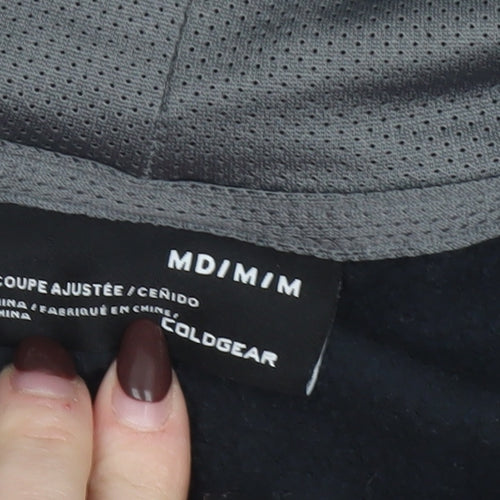 MD/M/M
COUPE AJUSTÉE / CEÑIDO
/ FABRIQUÉ EN CHINE /
COLDGEAR